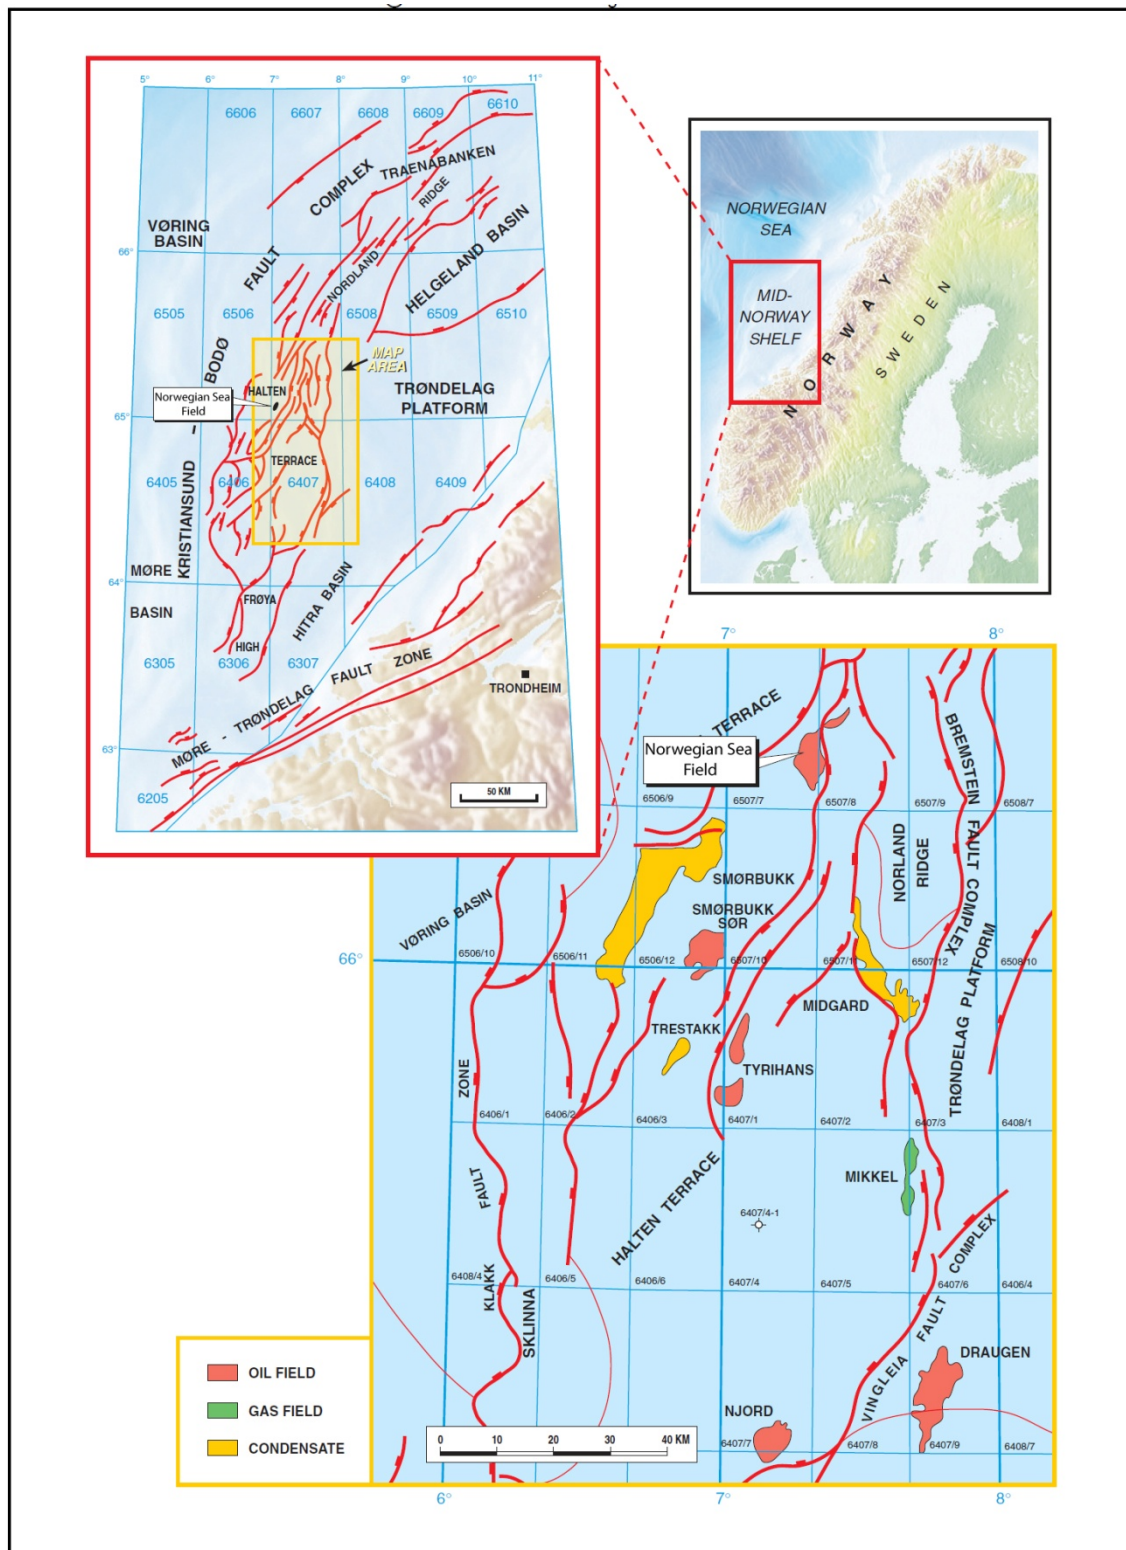 5°
6°
7°
8°
9°
10°
11°
6606
6607
6608
6609
6610
COMPLEX
TRAENABANKEN
RIDGE
VØRING
BASIN
66°
FAULT
NORDLAND
HELGELAND BASIN
6505
6506
6508
6509
6510
BODØ
MAP
AREA
HALTEN
Norwegian Sea
Field
TRØNDELAG
PLATFORM
65°
TERRACE
6405
6406
6407
6408
6409
KRISTIANSUND –
MØRE
BASIN
64°
FRØYA
HIGH
HITRA BASIN
6305
6306
6307
MØRE - TRØNDELAG FAULT ZONE
TRONDHEIM
63°
6205
50 KM
NORWEGIAN
SEA
MID-
NORWAY
SHELF
NORWAY
SWEDEN
7°
8°
TERRACE
Norwegian Sea
Field
BREMSTEIN FAULT COMPLEX
6506/9
6507/7
6507/8
6507/9
6508/7
NORLAND
RIDGE
SMØRBUKK
SMØRBUKK
SØR
VØRING BASIN
66°
6506/10
6506/11
6506/12
6507/10
6507/11
6507/12
6508/10
MIDGARD
TRØNDELAG PLATFORM
TRESTAKK
TYRIHANS
ZONE
6406/1
6406/2
6406/3
6407/1
6407/2
6407/3
6408/1
MIKKEL
FAULT
HALTEN TERRACE
6407/4-1
COMPLEX
6408/4
6406/5
6406/6
6407/4
6407/5
6407/6
6406/4
KLAKK
SKLINNA
FAULT
VINGLEIA
DRAUGEN
NJORD
6407/7
6407/8
6407/9
6408/7
OIL FIELD
GAS FIELD
CONDENSATE
0 10 20 30 40 KM
6°
7°
8°